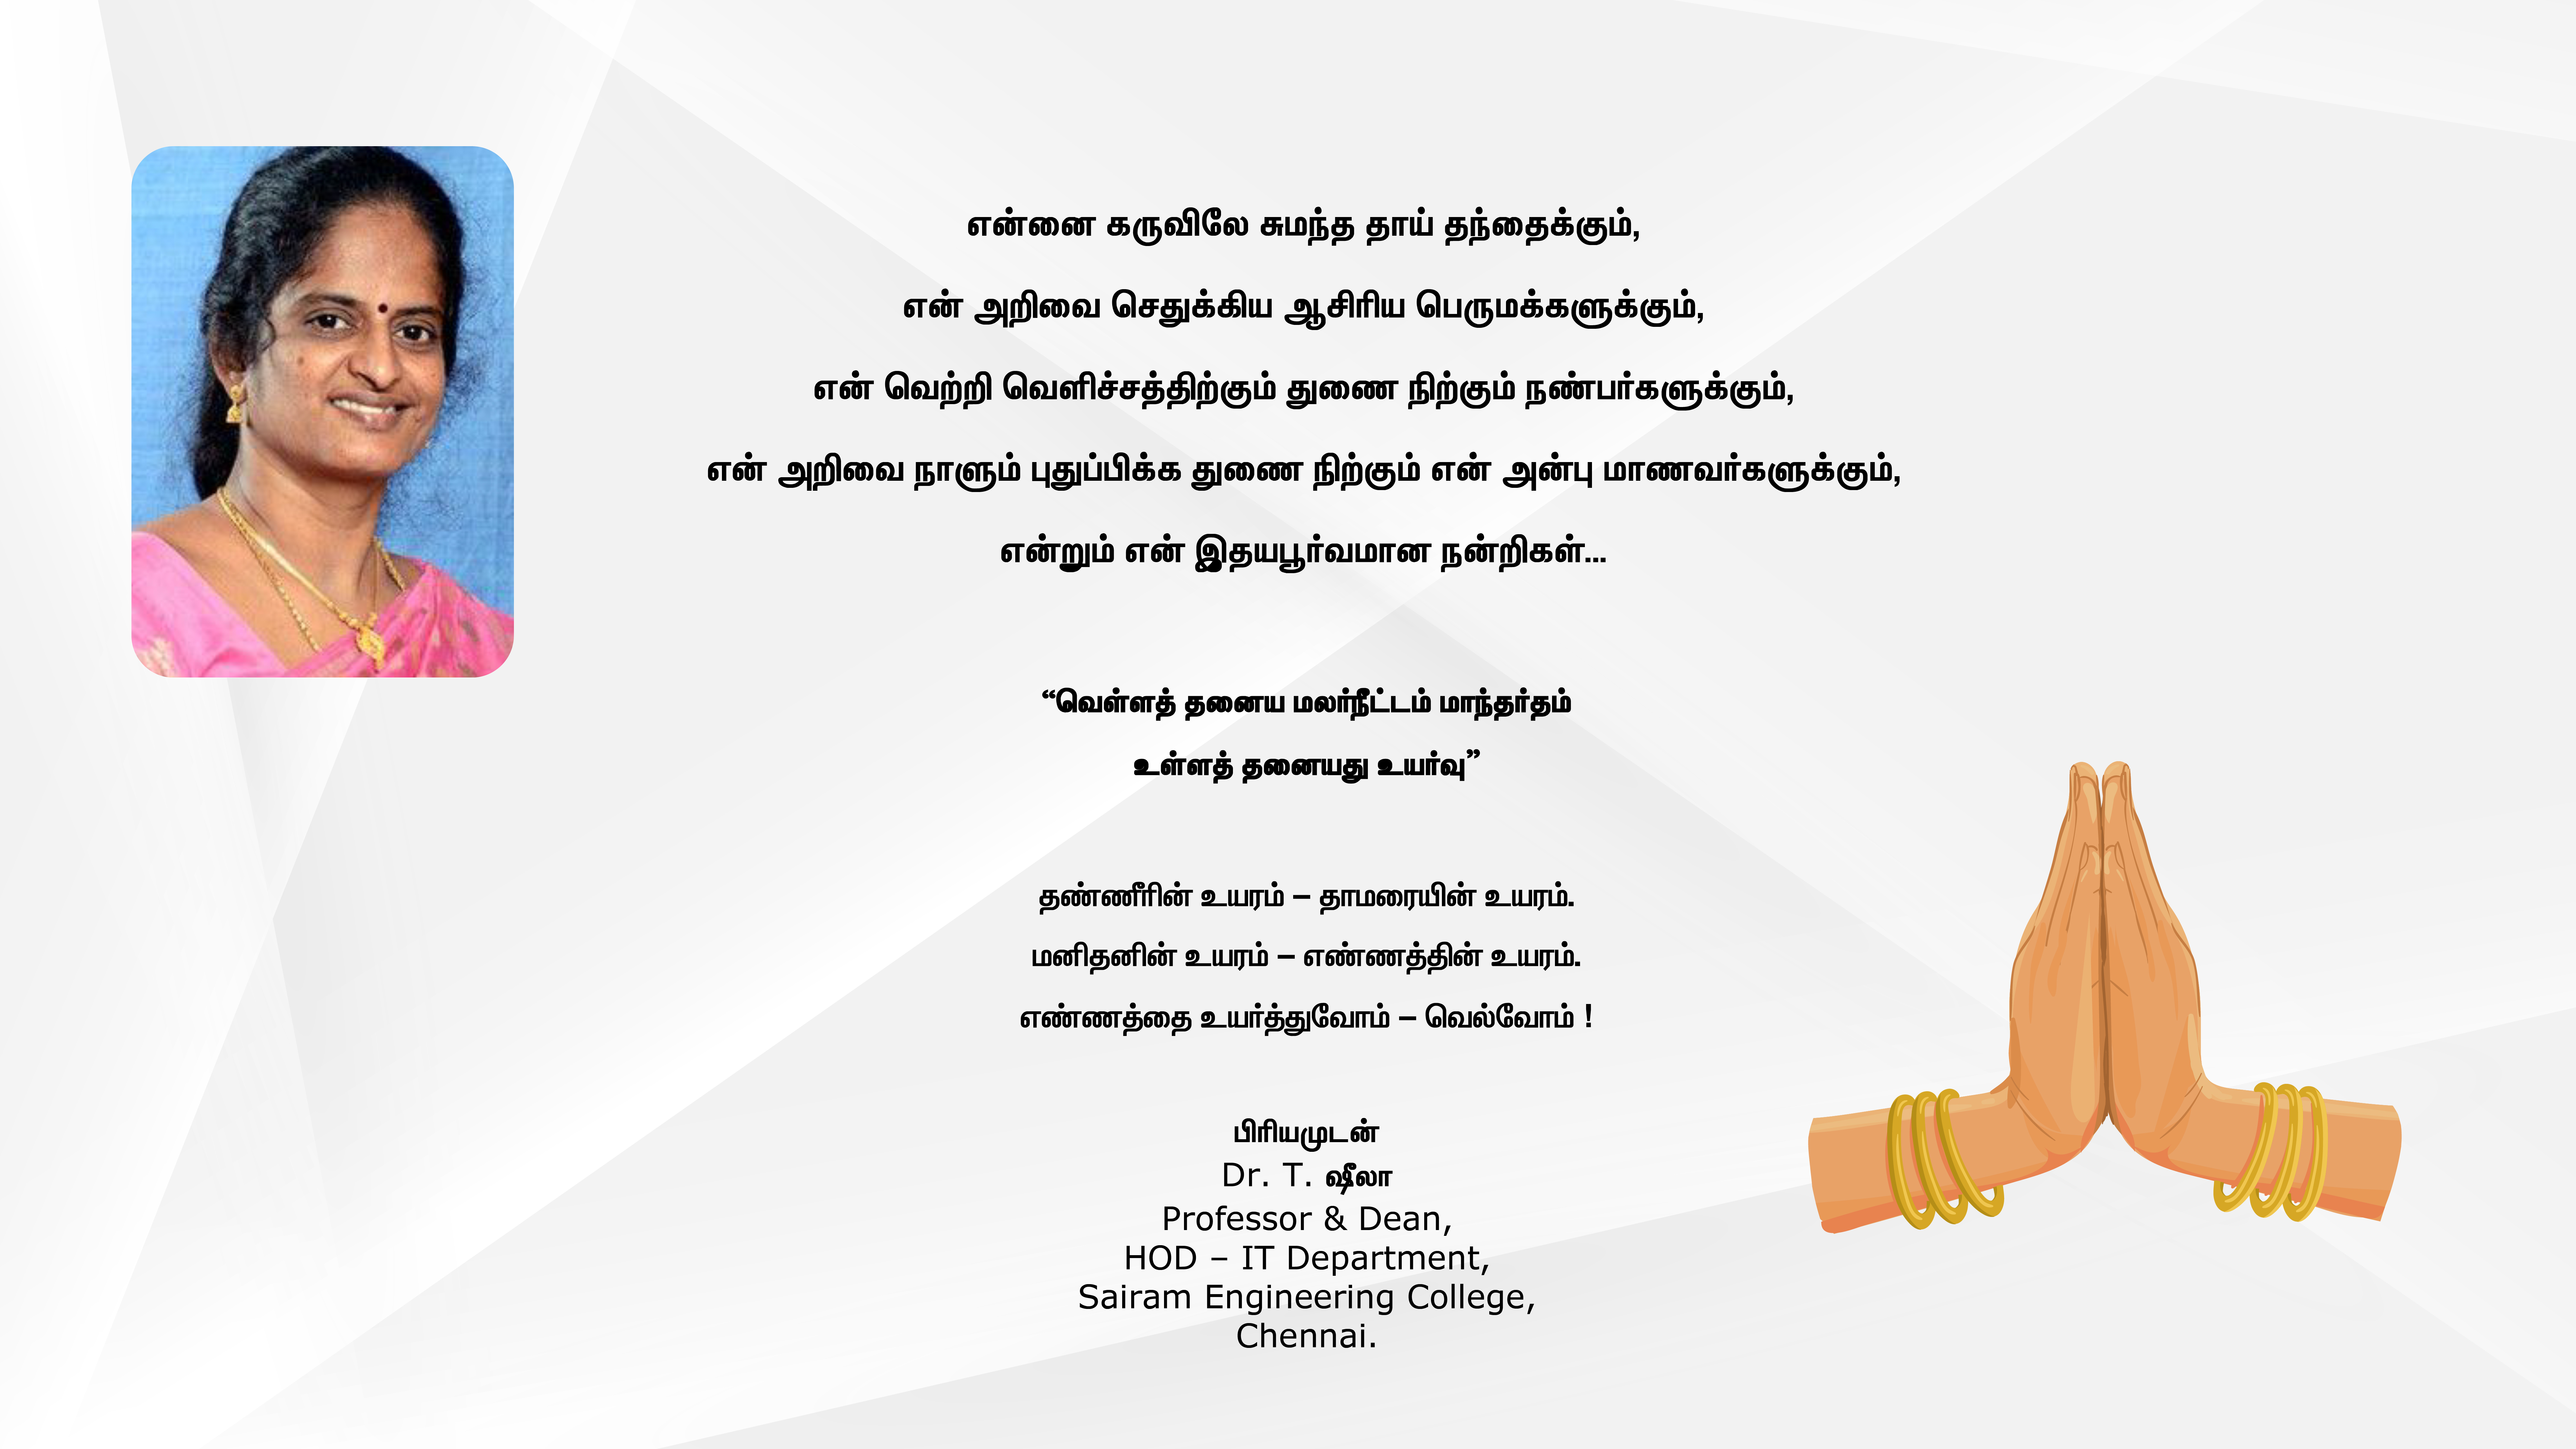 என்னை கருவிலே சுமந்த தாய் தந்தைக்கும்,
என் அறிவை செதுக்கிய ஆசிரிய பெருமக்களுக்கும்,
என் வெற்றி வெளிச்சத்திற்கும் துணை நிற்கும் நண்பர்களுக்கும்,
என் அறிவை நாளும் புதுப்பிக்க துணை நிற்கும் என் அன்பு மாணவர்களுக்கும்,
என்றும் என் இதயபூர்வமான நன்றிகள்...
“வெள்ளத் தனைய மலர்நீட்டம் மாந்தர்தம்
உள்ளத் தனையது உயர்வு”
தண்ணீரின் உயரம் – தாமரையின் உயரம்.
மனிதனின் உயரம் – எண்ணத்தின் உயரம்.
எண்ணத்தை உயர்த்துவோம் – வெல்வோம் !
பிரியமுடன்
Dr. T. ஷீலா
Professor & Dean,
HOD – IT Department,
Sairam Engineering College,
Chennai.